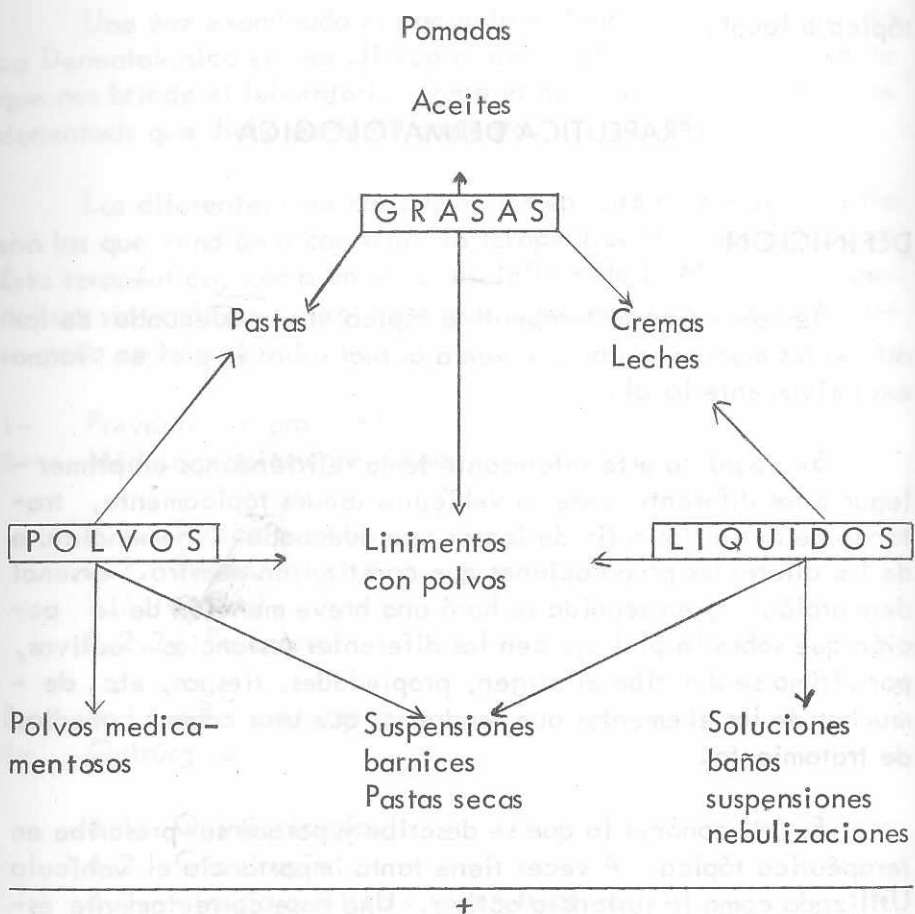 Pomadas
Aceites
GRASAS
Pastas
Cremas
Leches
POLVOS
Linimentos
con polvos
LIQUIDOS
Polvos medica-
mentosos
Suspensiones
barnices
Pastas secas
Soluciones
baños
suspensiones
nebulizaciones
+